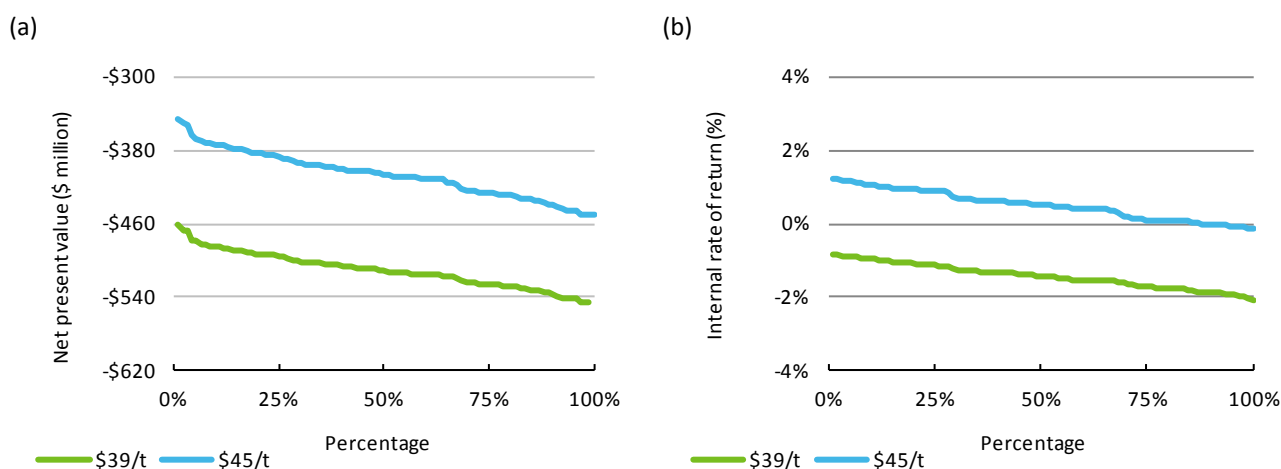 (a)
Net present value ($ million)
-$300
-$380
-$460
-$540
-$620
0% 25% 50% 75% 100%
Percentage
$39/t $45/t
(b)
Internal rate of return (%)
4%
2%
0%
-2%
-4%
0% 25% 50% 75% 100%
Percentage
$39/t $45/t